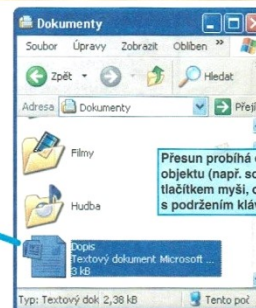 Dokumenty
Soubor Úpravy Zobrazit Oblíben »
Zpět Hledat
Adresa Dokumenty Přejí
Filmy
Přesun probíhá
objektu (např. so
tlačítkem myši,
s podržením kláv
Hudba
Dopis
Textový dokument Microsoft ...
3 kB
Typ: Textový dok 2,38 kB Tento poč